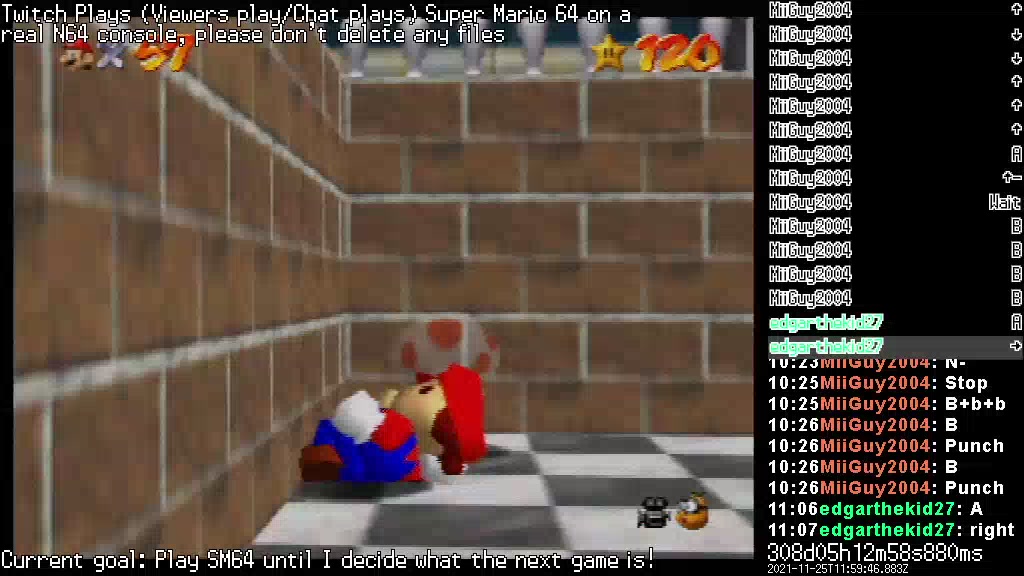 Twitch Plays (Viewers play/Chat plays) Super Mario 64 on a
real N64 console, please don't delete any files
57
120
MiiGuy2004 ↑
MiiGuy2004 ↓
MiiGuy2004 ↓
MiiGuy2004 ↑
MiiGuy2004 ↑
MiiGuy2004 ↑
MiiGuy2004 A
MiiGuy2004 ↑-
MiiGuy2004 Wait
MiiGuy2004 B
MiiGuy2004 B
MiiGuy2004 B
MiiGuy2004 B
edgarthekid27 A
edgarthekid27 →
10:23MiiGuy2004: N-
10:25MiiGuy2004: Stop
10:25MiiGuy2004: B+b+b
10:26MiiGuy2004: B
10:26MiiGuy2004: Punch
10:26MiiGuy2004: B
10:26MiiGuy2004: Punch
11:06edgarthekid27: A
11:07edgarthekid27: right
308d05h12m58s880ms
2021-11-25T11:59:46.883Z
Current goal: Play SM64 until I decide what the next game is!